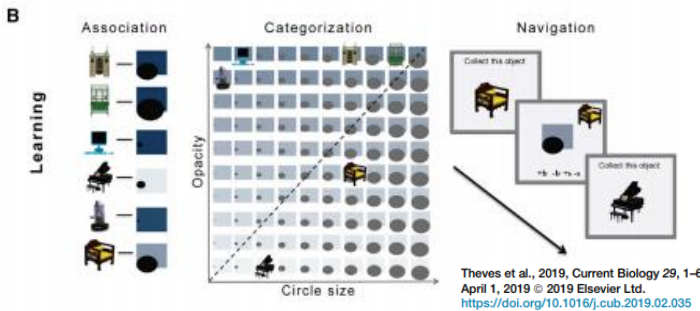 B
Association
Categorization
Navigation
Learning
Opacity
Circle size
Collect this object
Collect this object
Theves et al., 2019, Current Biology 29, 1–6
April 1, 2019 © 2019 Elsevier Ltd.
https://doi.org/10.1016/j.cub.2019.02.035